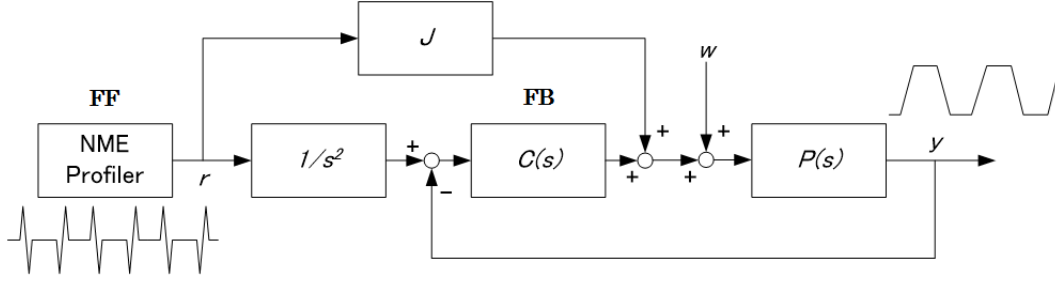 J
w
FF
FB
NME
Profiler
r
1/s²
+
−
C(s)
+
+
+
+
P(s)
y